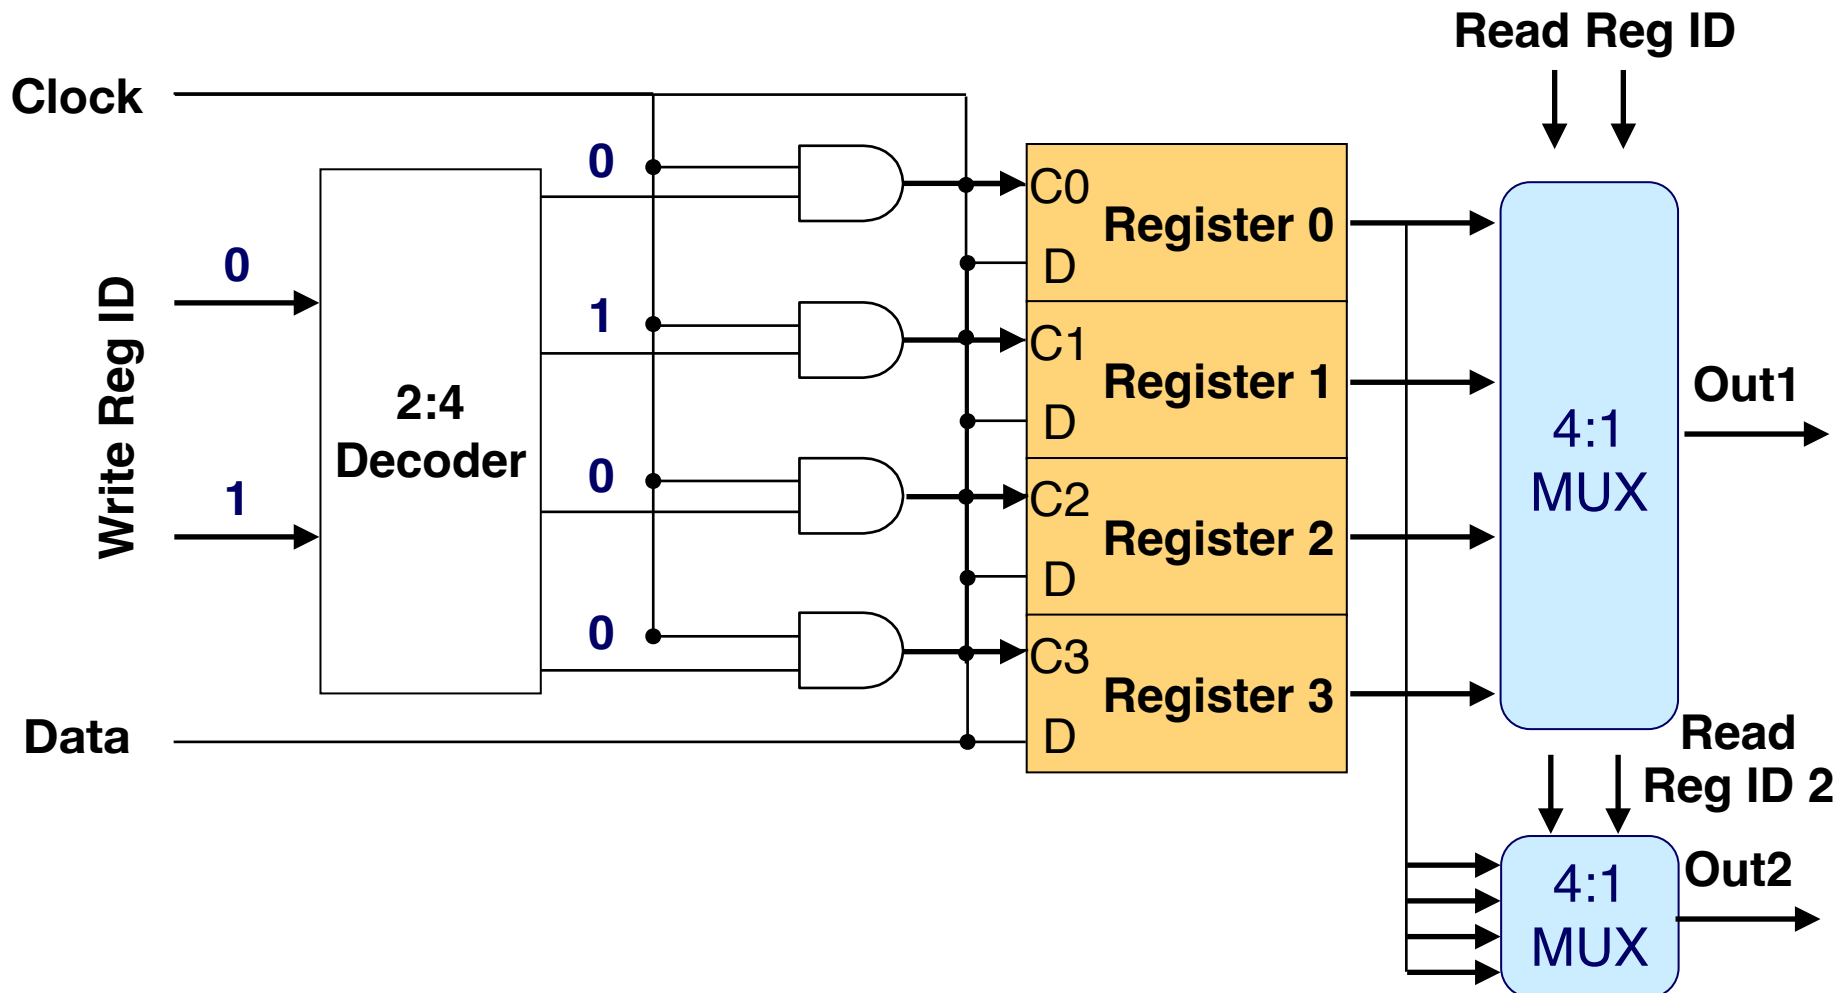 Read Reg ID
Clock
0
C0
Register 0
D
0
Write Reg ID
1
C1
Register 1
D
Out1
2:4
Decoder
4:1
MUX
1
0
C2
Register 2
D
0
C3
Register 3
D
Data
Read
Reg ID 2
4:1
MUX
Out2